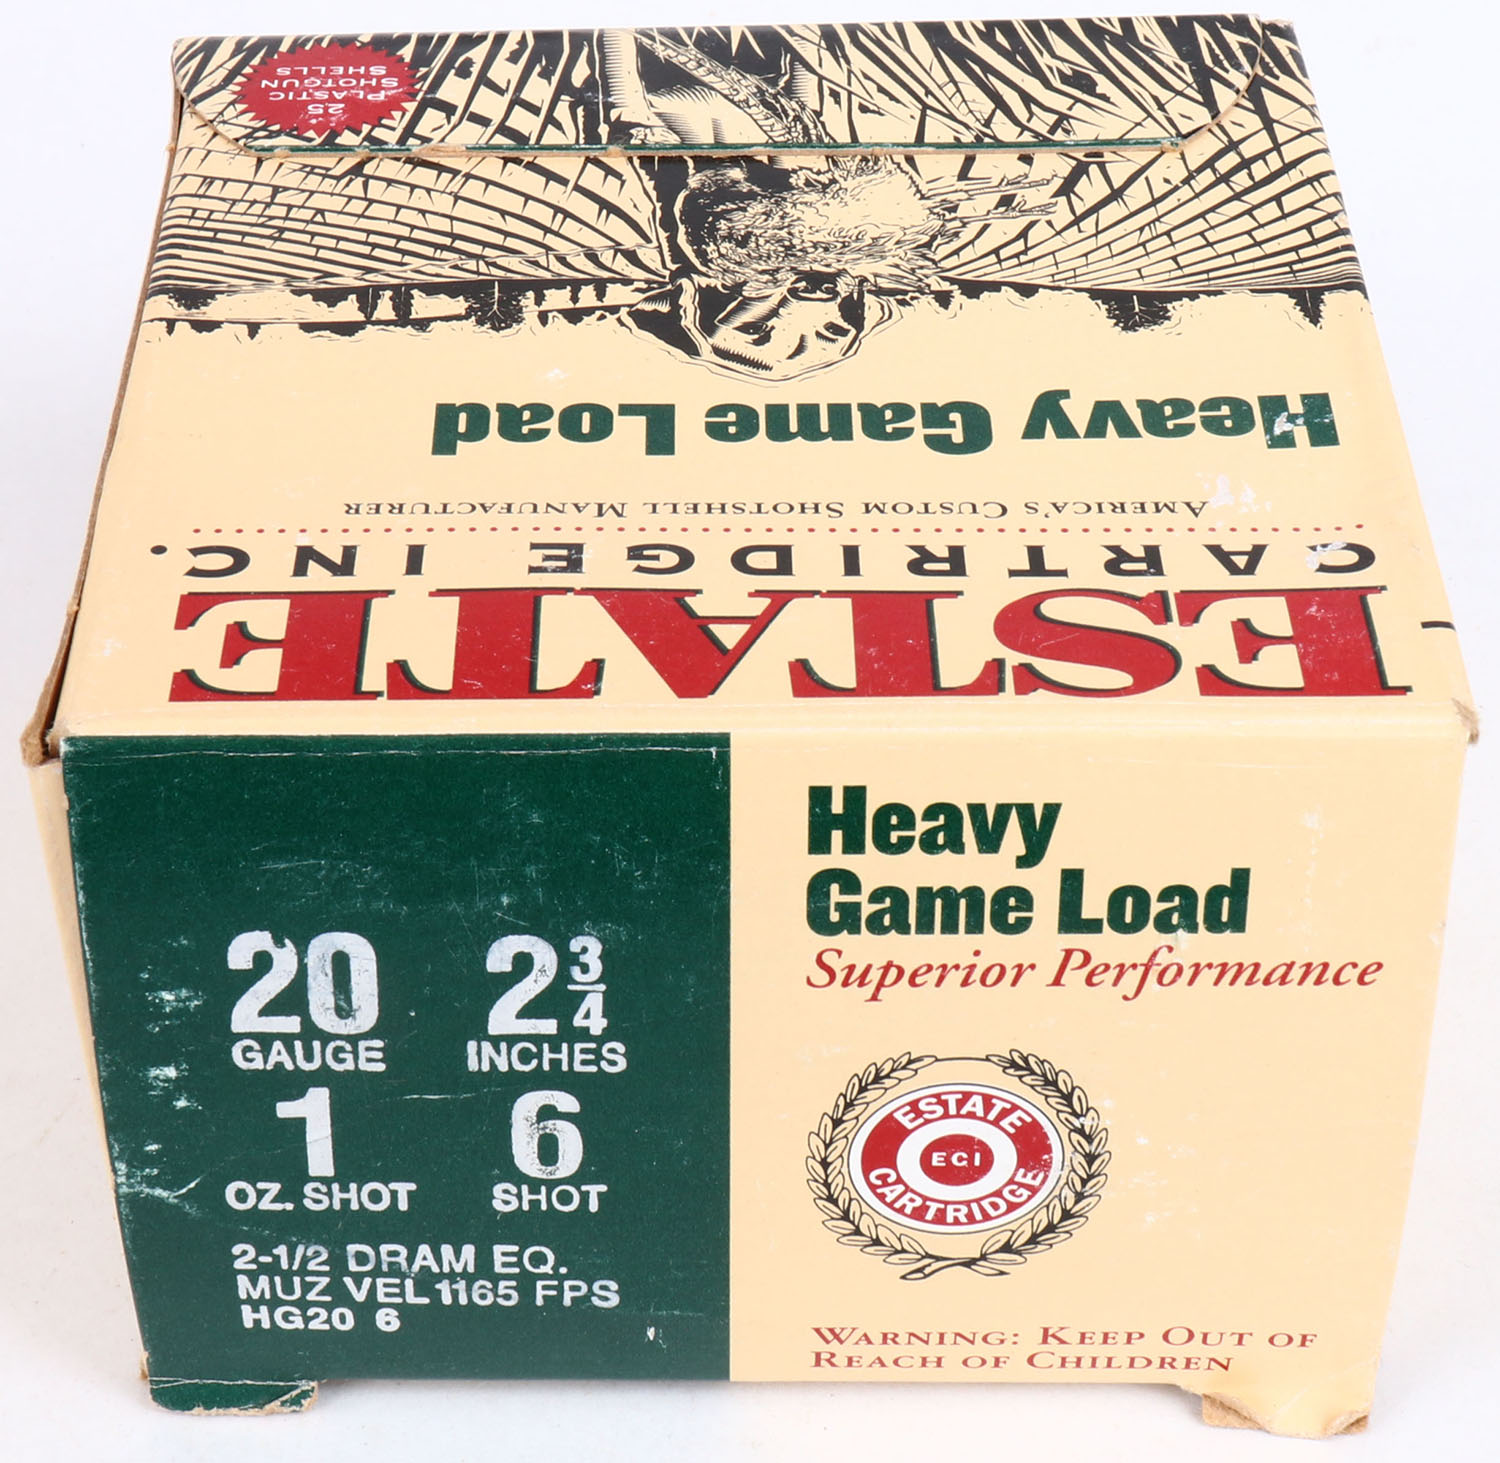 25
PLASTIC
SHOTGUN
SHELLS
Heavy Game Load
AMERICA'S CUSTOM SHOTSHELL MANUFACTURER
CARTRIDGE INC.
ESTATE
20 2 3/4
GAUGE INCHES
1 6
OZ. SHOT SHOT
2-1/2 DRAM EQ.
MUZ VEL 1165 FPS
HG20 6
Heavy
Game Load
Superior Performance
ESTATE
ECI
CARTRIDGE
WARNING: KEEP OUT OF
REACH OF CHILDREN